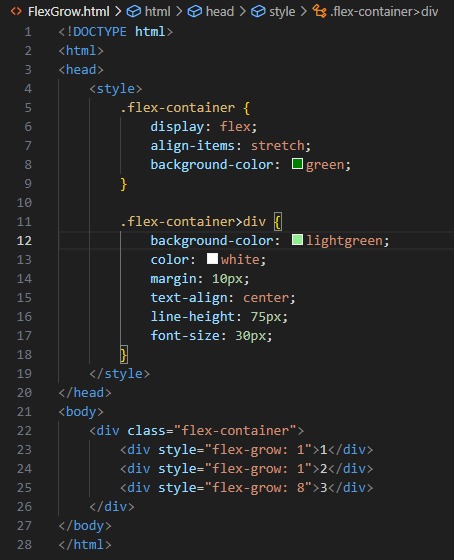 FlexGrow.html > html > head > style > .flex-container>div
1 <!DOCTYPE html>
2 <html>
3 <head>
4     <style>
5         .flex-container {
6             display: flex;
7             align-items: stretch;
8             background-color: green;
9         }
10
11         .flex-container>div {
12             background-color: lightgreen;
13             color: white;
14             margin: 10px;
15             text-align: center;
16             line-height: 75px;
17             font-size: 30px;
18         }
19     </style>
20 </head>
21 <body>
22     <div class="flex-container">
23         <div style="flex-grow: 1">1</div>
24         <div style="flex-grow: 1">2</div>
25         <div style="flex-grow: 8">3</div>
26     </div>
27 </body>
28 </html>